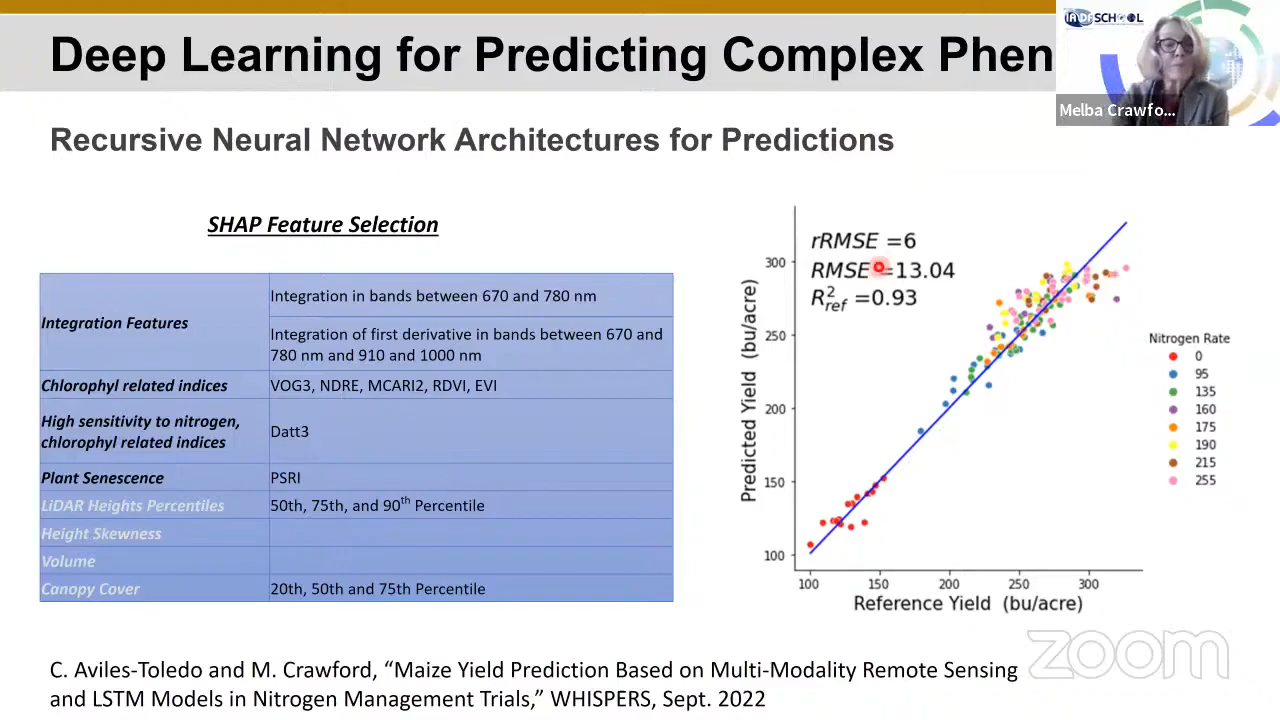 Deep Learning for Predicting Complex Phen
SCHOOL
Melba Crawfo...
Recursive Neural Network Architectures for Predictions
SHAP Feature Selection
Integration Features
Integration in bands between 670 and 780 nm
Integration of first derivative in bands between 670 and
780 nm and 910 and 1000 nm
Chlorophyl related indices
VOG3, NDRE, MCARI2, RDVI, EVI
High sensitivity to nitrogen,
chlorophyl related indices
Datt3
Plant Senescence
PSRI
LiDAR Heights Percentiles
50th, 75th, and 90th Percentile
Height Skewness
Volume
Canopy Cover
20th, 50th and 75th Percentile
rRMSE =6
RMSE =13.04
R²ref =0.93
Predicted Yield (bu/acre)
300
250
200
150
100
100 150 200 250 300
Reference Yield (bu/acre)
Nitrogen Rate
0
95
135
160
175
190
215
255
zoom
C. Aviles-Toledo and M. Crawford, “Maize Yield Prediction Based on Multi-Modality Remote Sensing
and LSTM Models in Nitrogen Management Trials,” WHISPERS, Sept. 2022